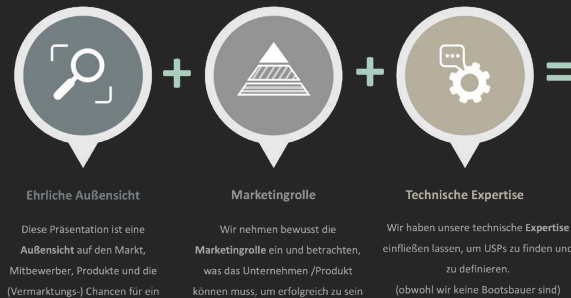 Ehrliche Außensicht
Diese Präsentation ist eine
Außensicht auf den Markt,
Mitbewerber, Produkte und die
(Vermarktungs-) Chancen für ein
Marketingrolle
Wir nehmen bewusst die
Marketingrolle ein und betrachten,
was das Unternehmen /Produkt
können muss, um erfolgreich zu sein
Technische Expertise
Wir haben unsere technische Expertise
einfließen lassen, um USPs zu finden und
zu definieren.
(obwohl wir keine Bootsbauer sind)